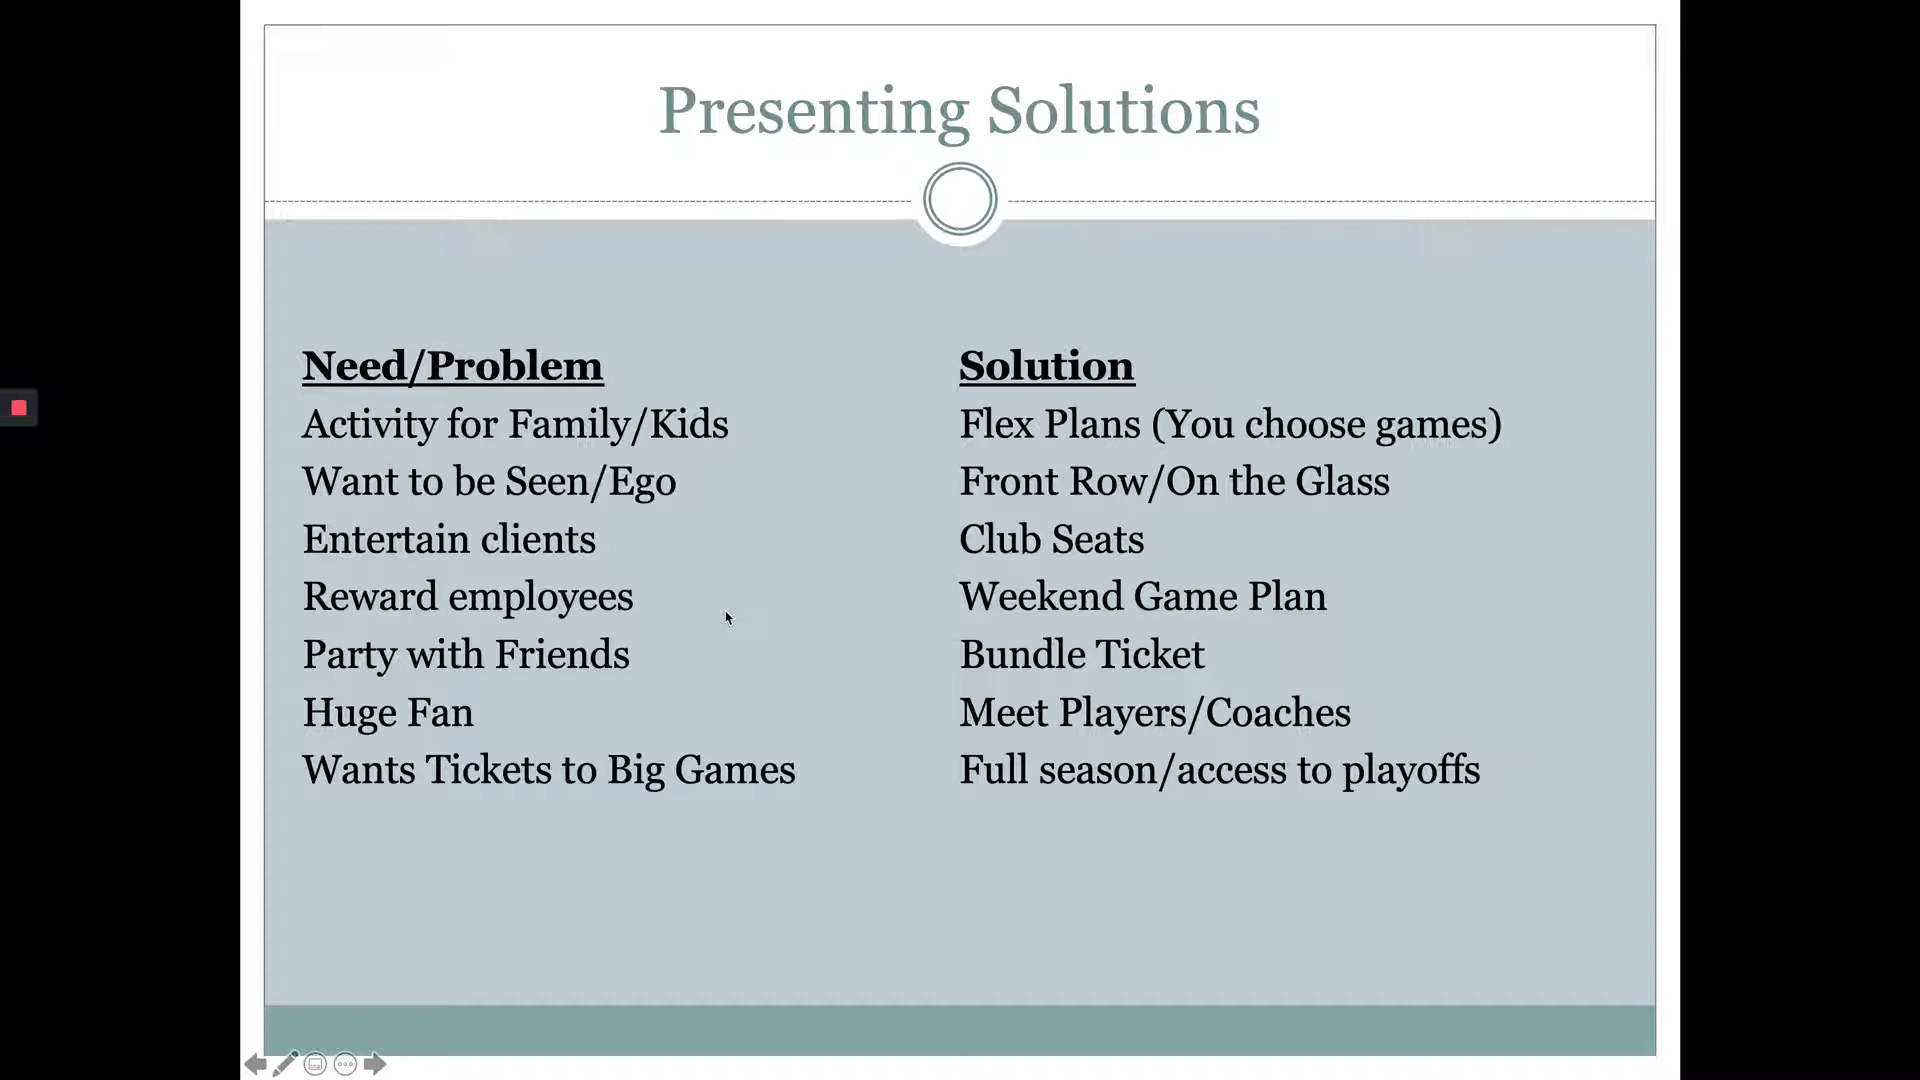 Presenting Solutions
Need/Problem
Activity for Family/Kids
Want to be Seen/Ego
Entertain clients
Reward employees
Party with Friends
Huge Fan
Wants Tickets to Big Games
Solution
Flex Plans (You choose games)
Front Row/On the Glass
Club Seats
Weekend Game Plan
Bundle Ticket
Meet Players/Coaches
Full season/access to playoffs